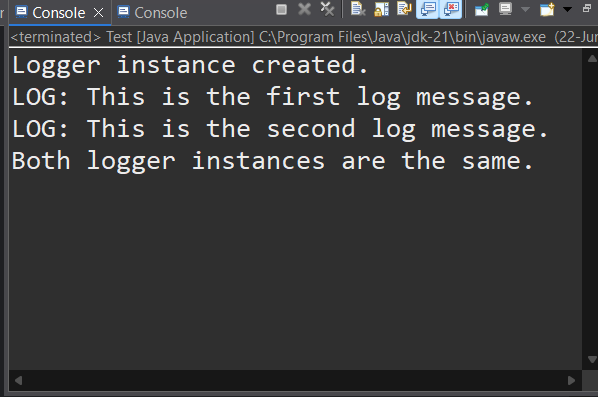 Console Console
<terminated> Test [Java Application] C:\Program Files\Java\jdk-21\bin\javaw.exe (22-Jun
Logger instance created.
LOG: This is the first log message.
LOG: This is the second log message.
Both logger instances are the same.